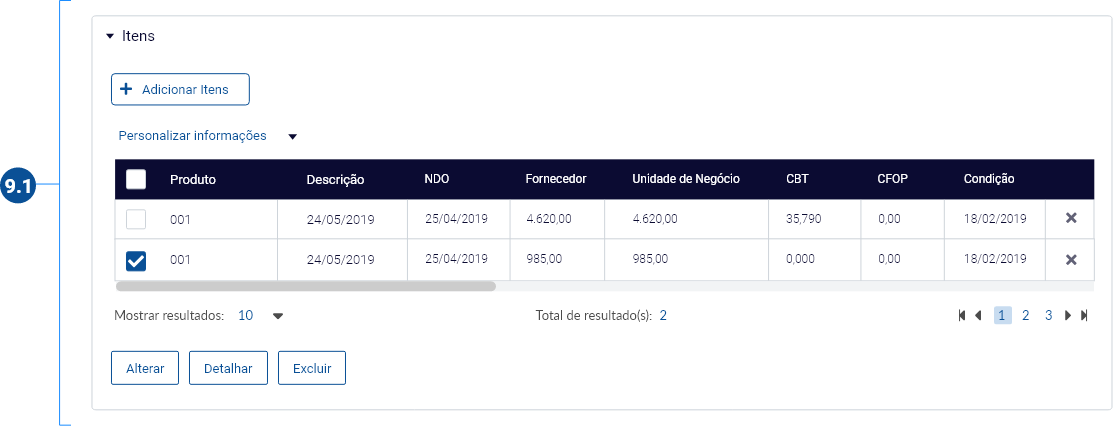 Itens
Adicionar Itens
Personalizar informações
9.1
Produto Descrição NDO Fornecedor Unidade de Negócio CBT CFOP Condição
001 24/05/2019 25/04/2019 4.620,00 4.620,00 35,790 0,00 18/02/2019
001 24/05/2019 25/04/2019 985,00 985,00 0,000 0,00 18/02/2019
Mostrar resultados: 10 Total de resultado(s): 2 1 2 3
Alterar Detalhar Excluir